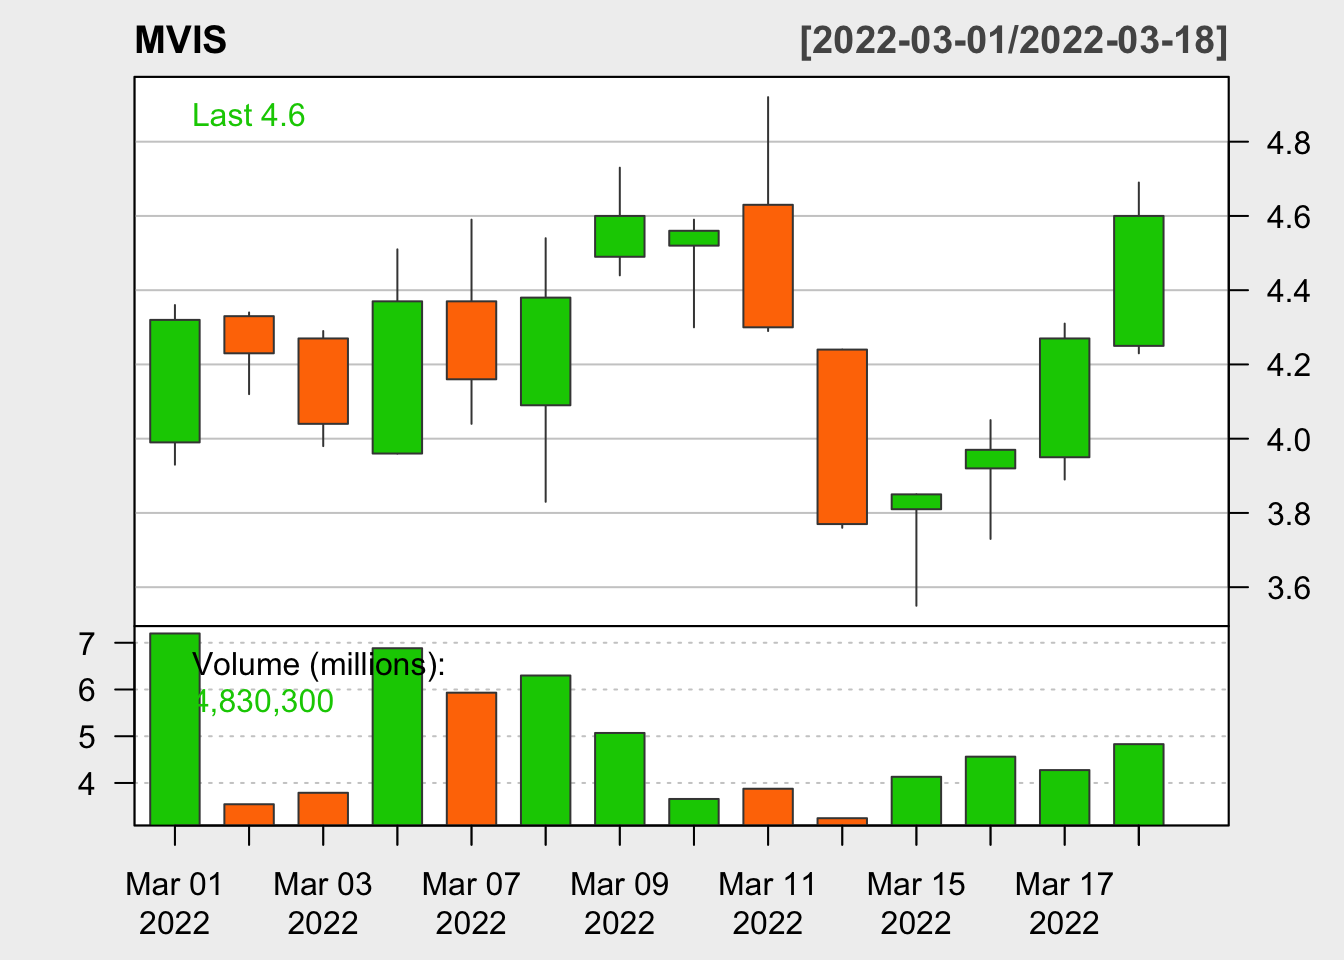 MVIS [2022-03-01/2022-03-18]
Last 4.6
4.8
4.6
4.4
4.2
4.0
3.8
3.6
7
Volume (millions):
6
4,830,300
5
4
Mar 01 Mar 03 Mar 07 Mar 09 Mar 11 Mar 15 Mar 17
2022 2022 2022 2022 2022 2022 2022